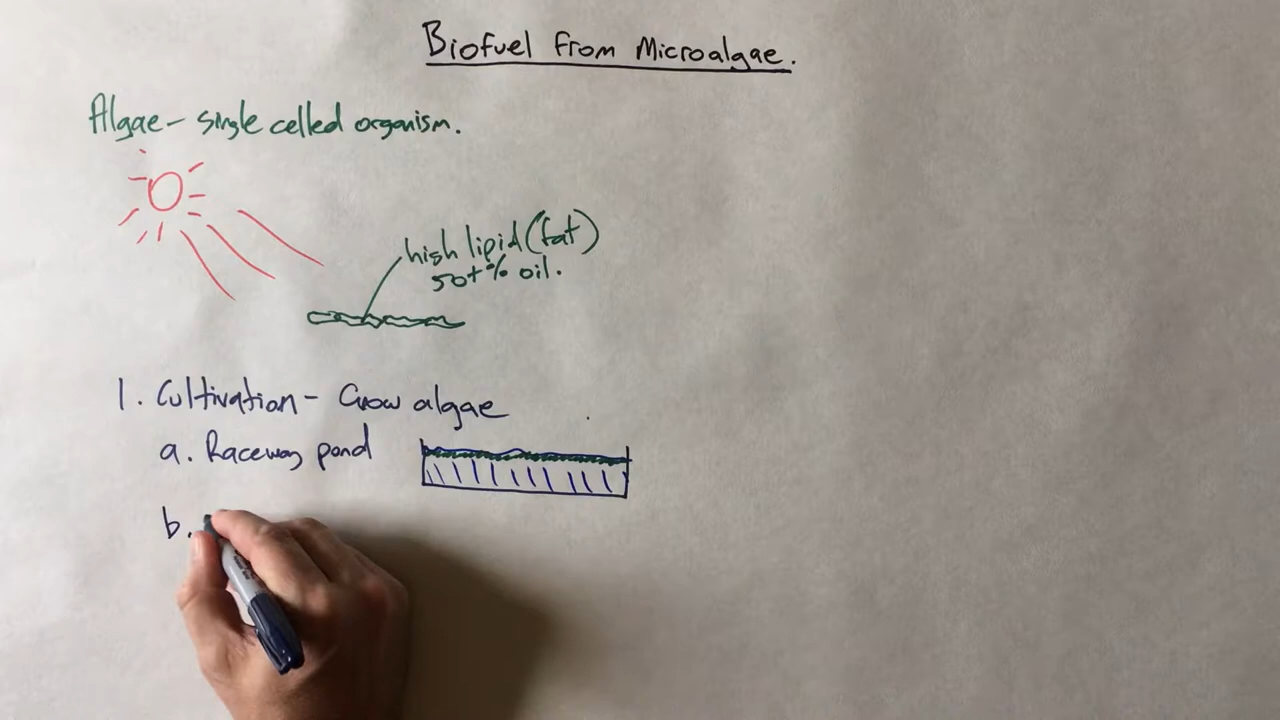 Biofuel from Microalgae.
Algae - single celled organism.
high lipid (fat)
50+% oil.
1. Cultivation - Grow algae
a. Raceway pond
b.